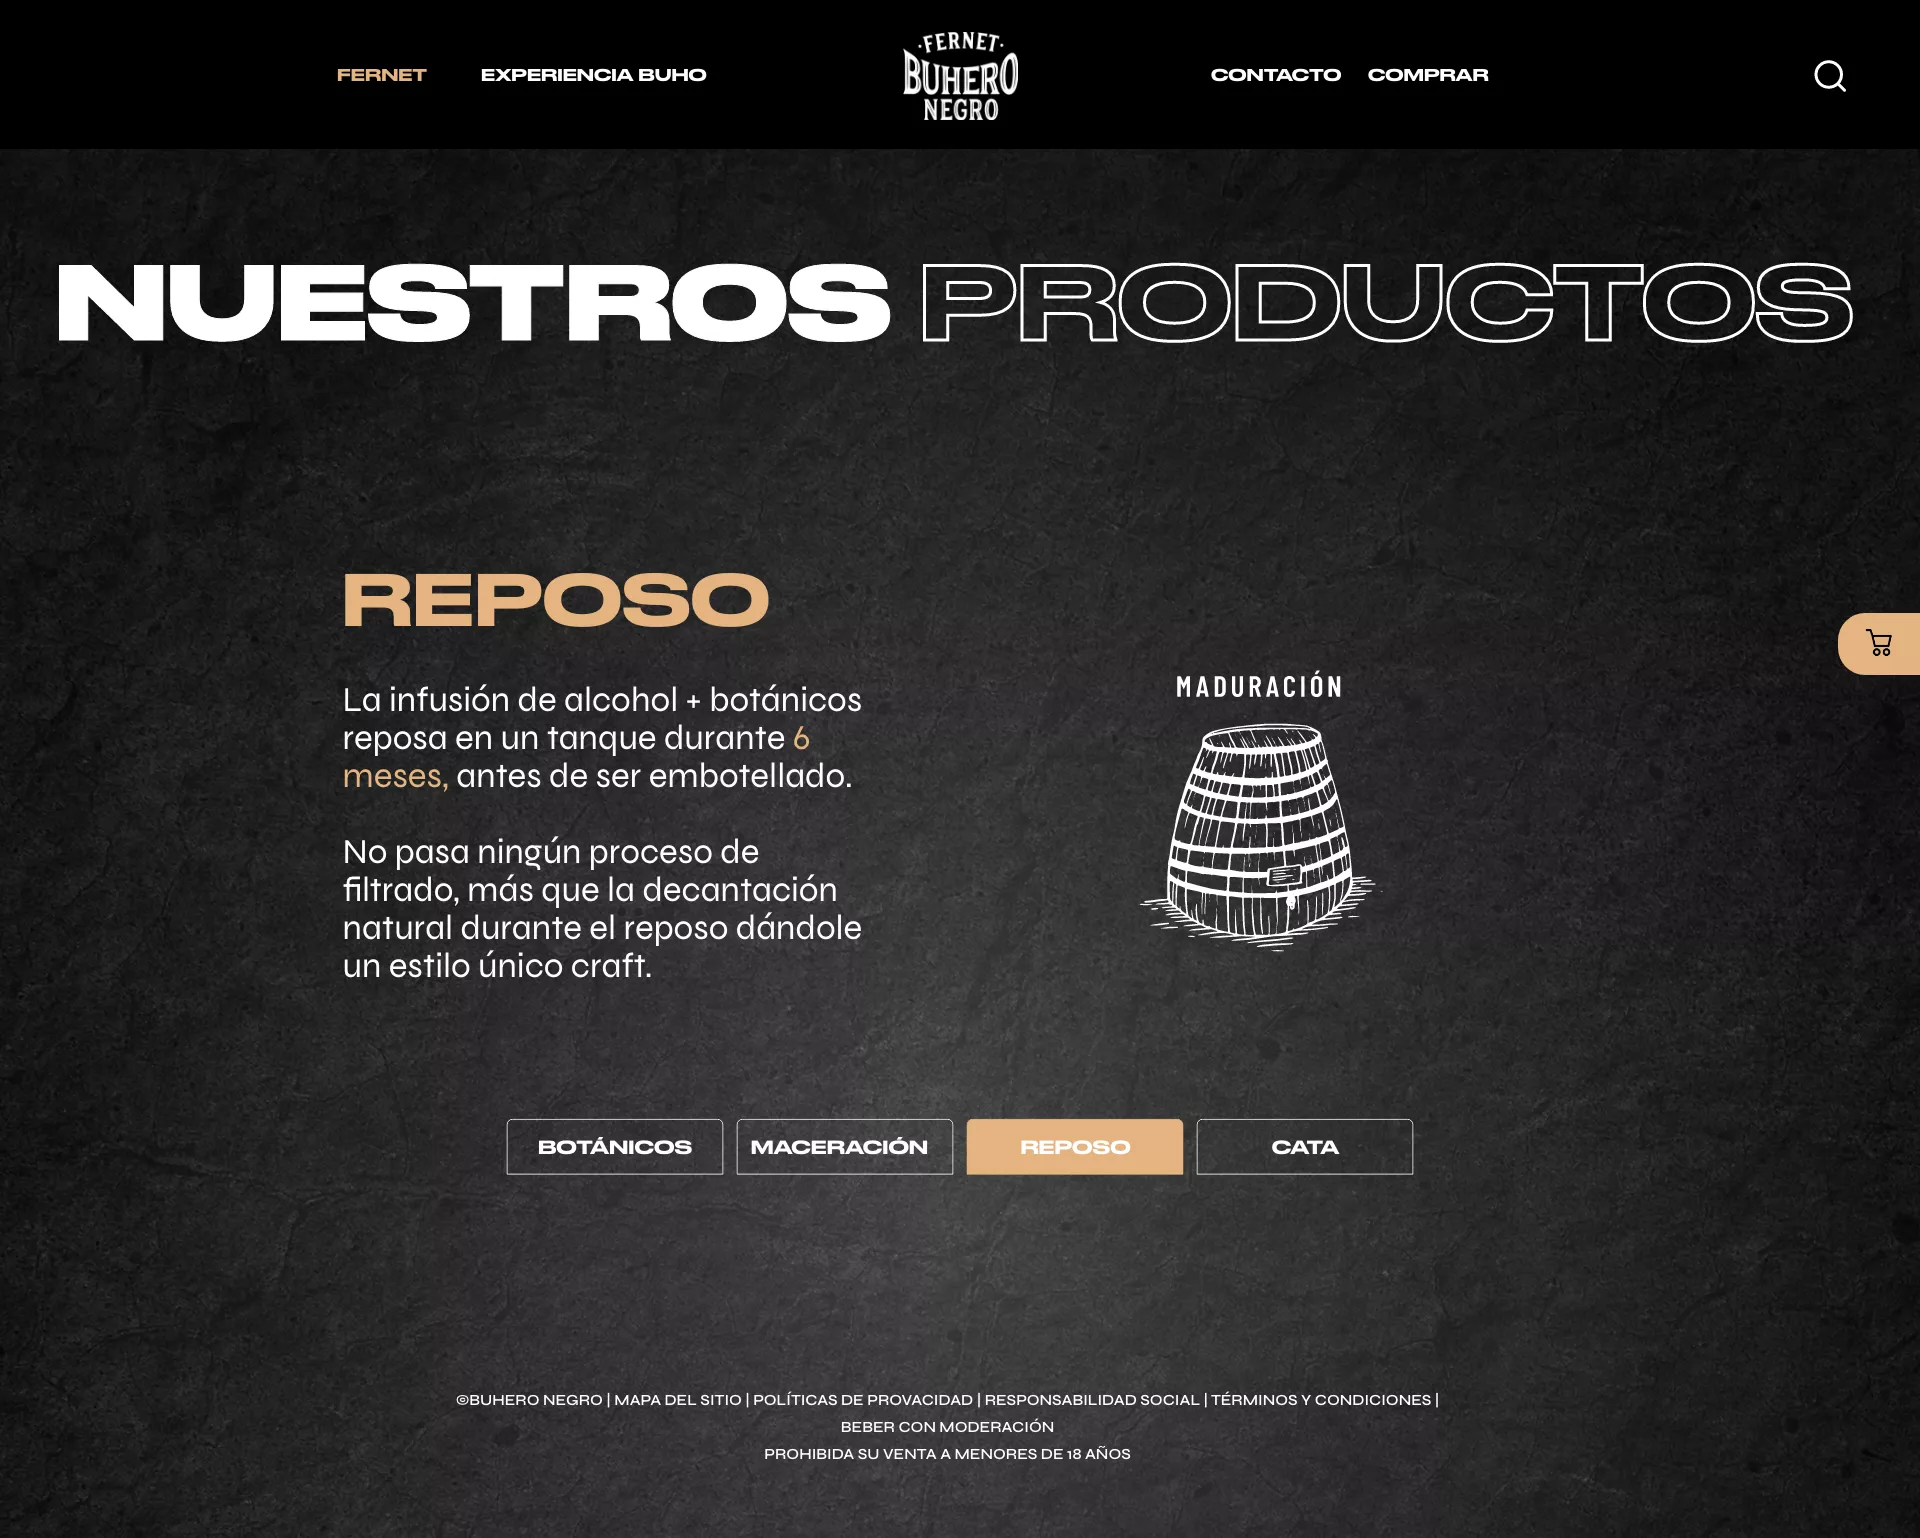 FERNET
EXPERIENCIA BUHO
·FERNET·
BUHERO
NEGRO
CONTACTO
COMPRAR
NUESTROS PRODUCTOS
REPOSO
La infusión de alcohol + botánicos
reposa en un tanque durante 6
meses, antes de ser embotellado.
No pasa ningún proceso de
filtrado, más que la decantación
natural durante el reposo dándole
un estilo único craft.
MADURACIÓN
BOTÁNICOS
MACERACIÓN
REPOSO
CATA
©BUHERO NEGRO | MAPA DEL SITIO | POLÍTICAS DE PROVACIDAD | RESPONSABILIDAD SOCIAL | TÉRMINOS Y CONDICIONES |
BEBER CON MODERACIÓN
PROHIBIDA SU VENTA A MENORES DE 18 AÑOS